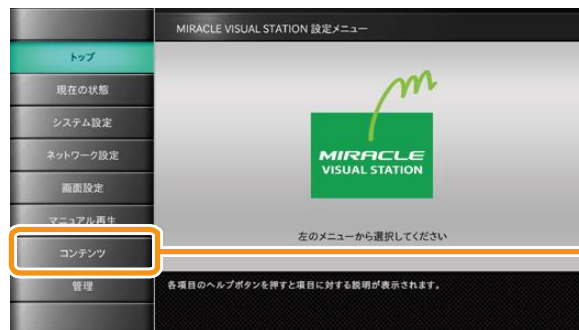 MIRACLE VISUAL STATION 設定メニュー
トップ
現在の状態
システム設定
ネットワーク設定
画面設定
マニュアル再生
コンテンツ
管理
m
MIRACLE
VISUAL STATION
左のメニューから選択してください
各項目のヘルプボタンを押すと項目に対する説明が表示されます。